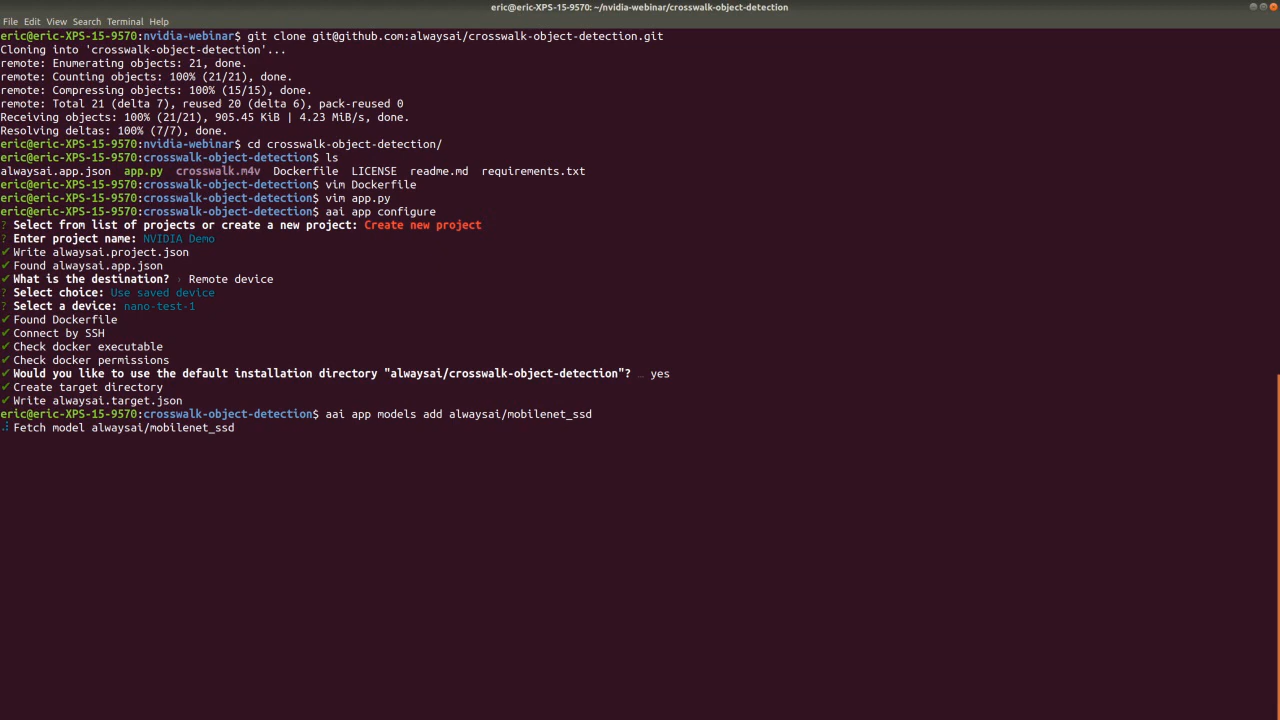 eric@eric-XPS-15-9570: ~/nvidia-webinar/crosswalk-object-detection
File Edit View Search Terminal Help
eric@eric-XPS-15-9570:nvidia-webinar$ git clone git@github.com:alwaysai/crosswalk-object-detection.git
Cloning into 'crosswalk-object-detection'...
remote: Enumerating objects: 21, done.
remote: Counting objects: 100% (21/21), done.
remote: Compressing objects: 100% (15/15), done.
remote: Total 21 (delta 7), reused 20 (delta 6), pack-reused 0
Receiving objects: 100% (21/21), 905.45 KiB | 4.23 MiB/s, done.
Resolving deltas: 100% (7/7), done.
eric@eric-XPS-15-9570:nvidia-webinar$ cd crosswalk-object-detection/
eric@eric-XPS-15-9570:crosswalk-object-detection$ ls
alwaysai.app.json  app.py  crosswalk.m4v  Dockerfile  LICENSE  readme.md  requirements.txt
eric@eric-XPS-15-9570:crosswalk-object-detection$ vim Dockerfile
eric@eric-XPS-15-9570:crosswalk-object-detection$ vim app.py
eric@eric-XPS-15-9570:crosswalk-object-detection$ aai app configure
? Select from list of projects or create a new project: Create new project
? Enter project name: NVIDIA Demo
✔ Write alwaysai.project.json
✔ Found alwaysai.app.json
✔ What is the destination? › Remote device
? Select choice: Use saved device
? Select a device: nano-test-1
✔ Found Dockerfile
✔ Connect by SSH
✔ Check docker executable
✔ Check docker permissions
✔ Would you like to use the default installation directory "alwaysai/crosswalk-object-detection"? … yes
✔ Create target directory
✔ Write alwaysai.target.json
eric@eric-XPS-15-9570:crosswalk-object-detection$ aai app models add alwaysai/mobilenet_ssd
Fetch model alwaysai/mobilenet_ssd